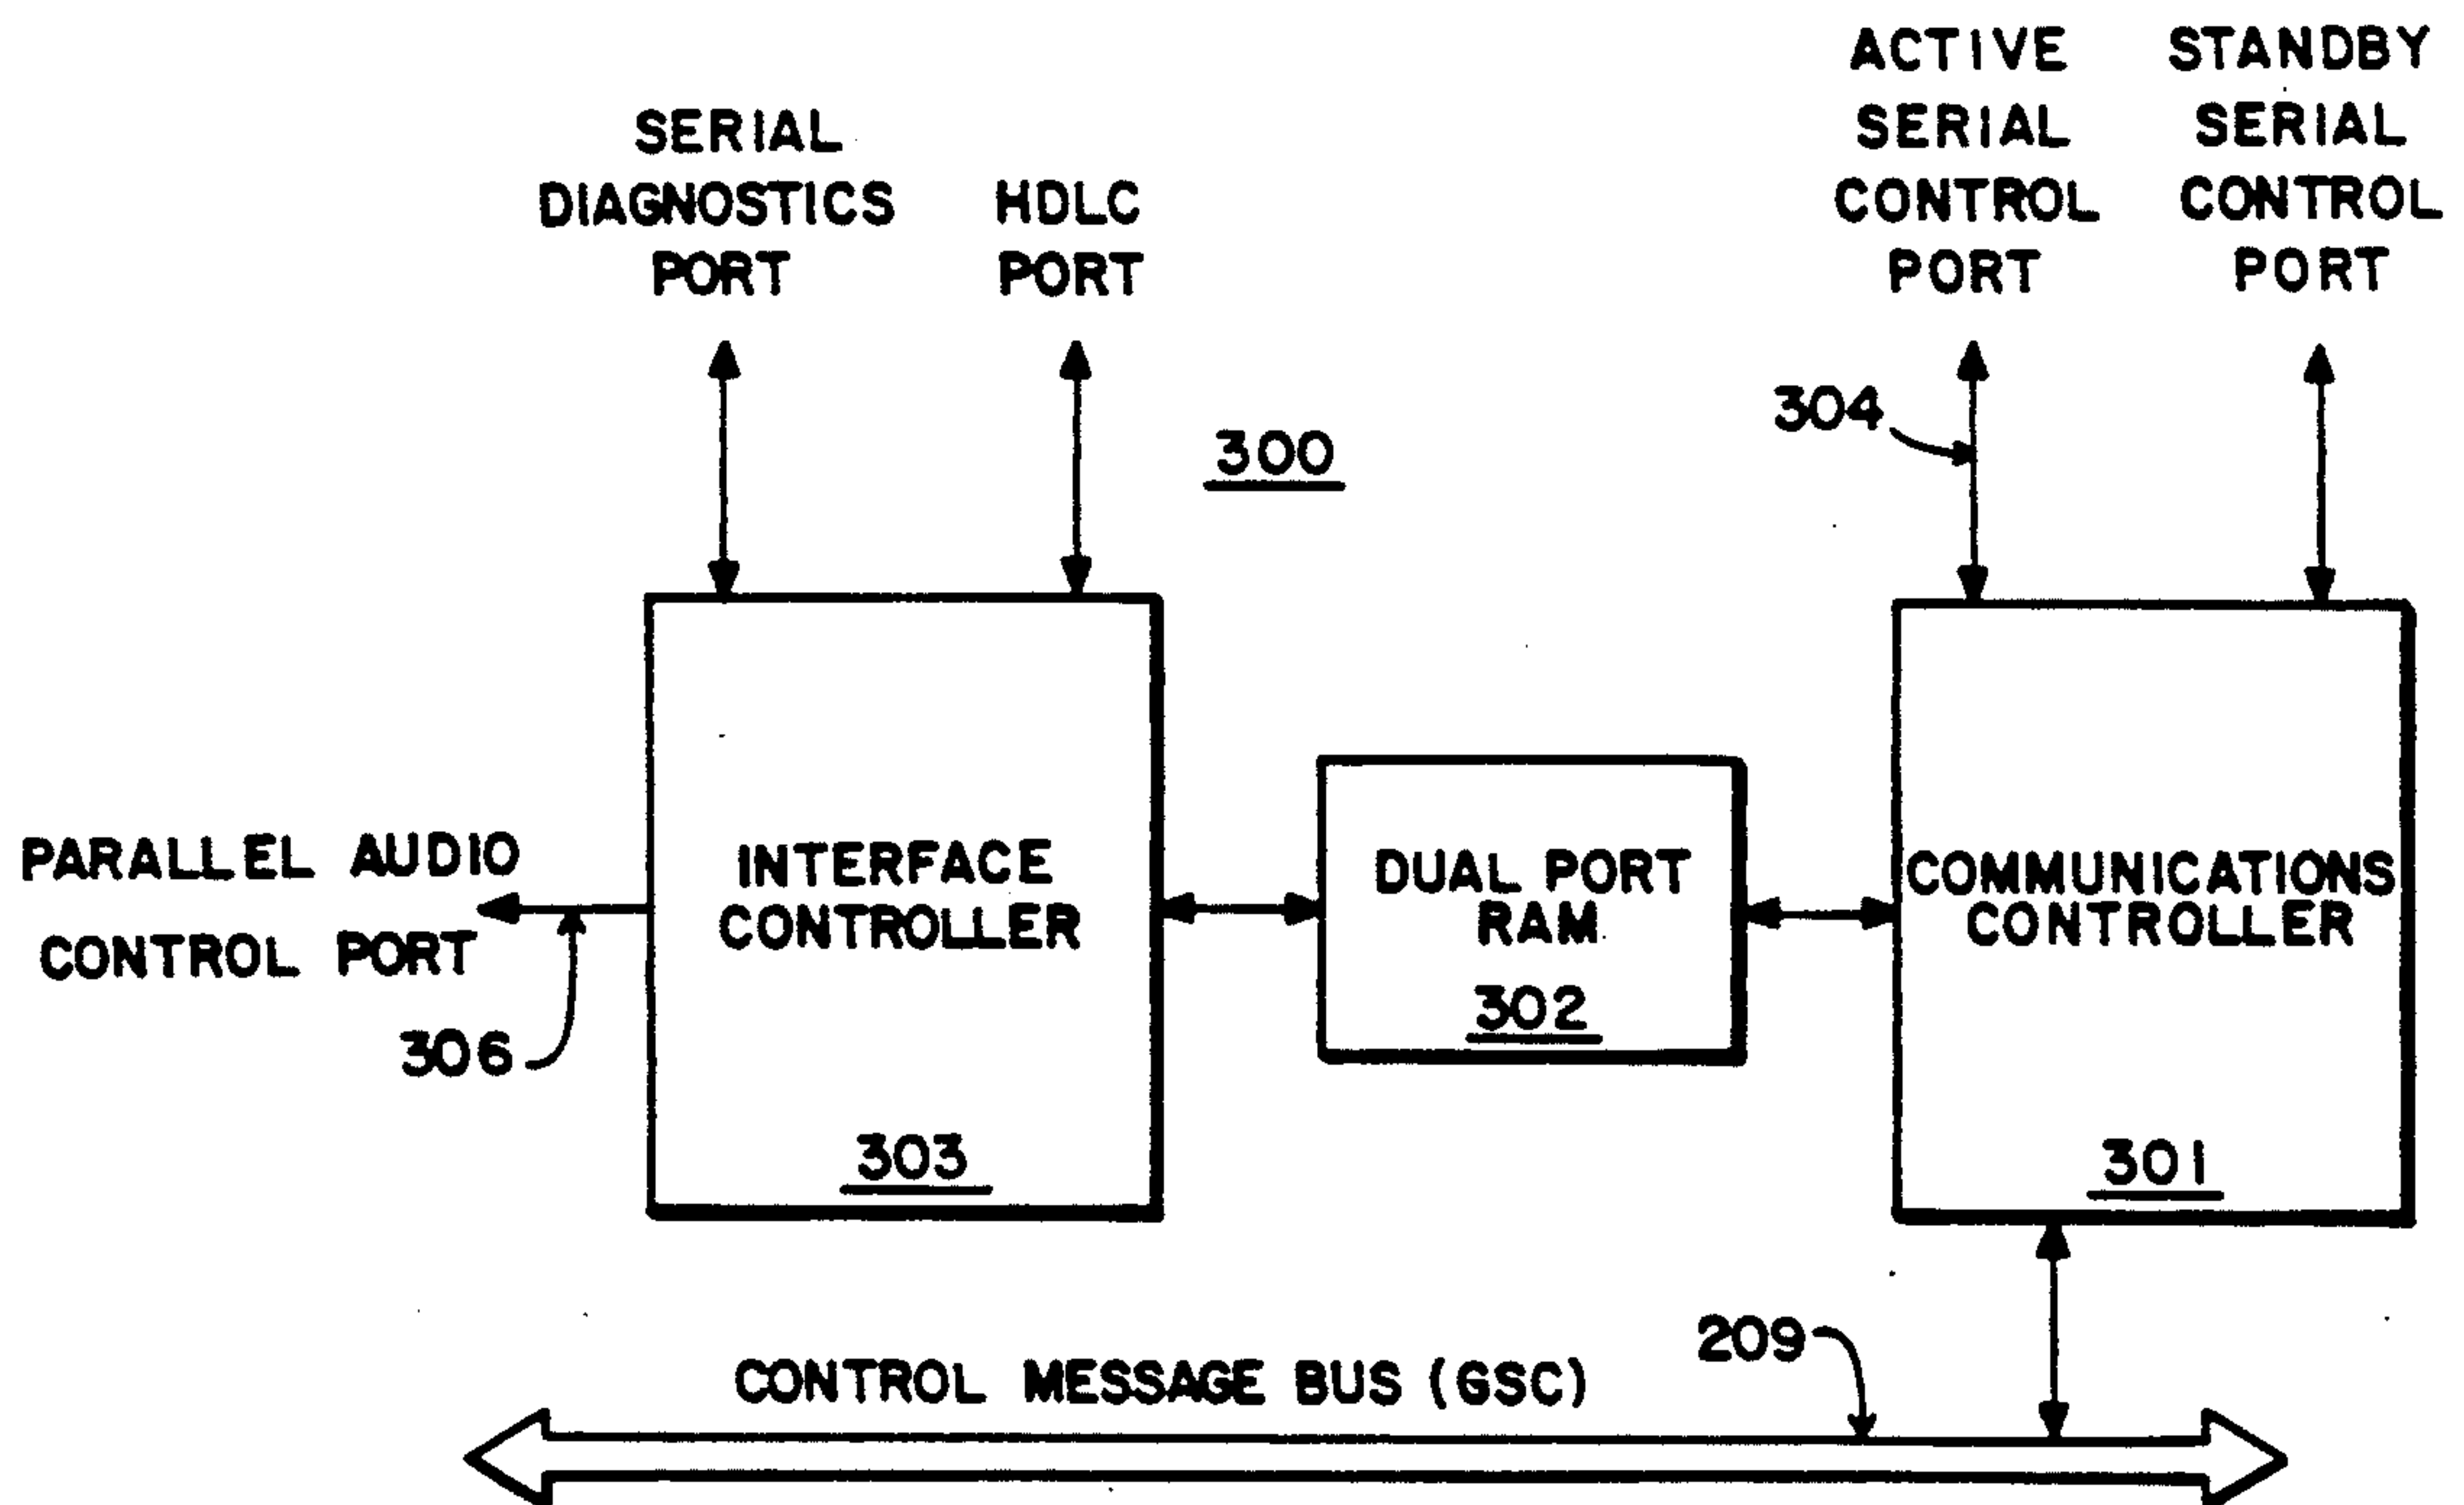 SERIAL
DIAGNOSTICS
PORT
HDLC
PORT
ACTIVE
SERIAL
CONTROL
PORT
STANDBY
SERIAL
CONTROL
PORT
300
304
PARALLEL AUDIO
CONTROL PORT
306
INTERFACE
CONTROLLER
303
DUAL PORT
RAM
302
COMMUNICATIONS
CONTROLLER
301
209
CONTROL MESSAGE BUS (GSC)